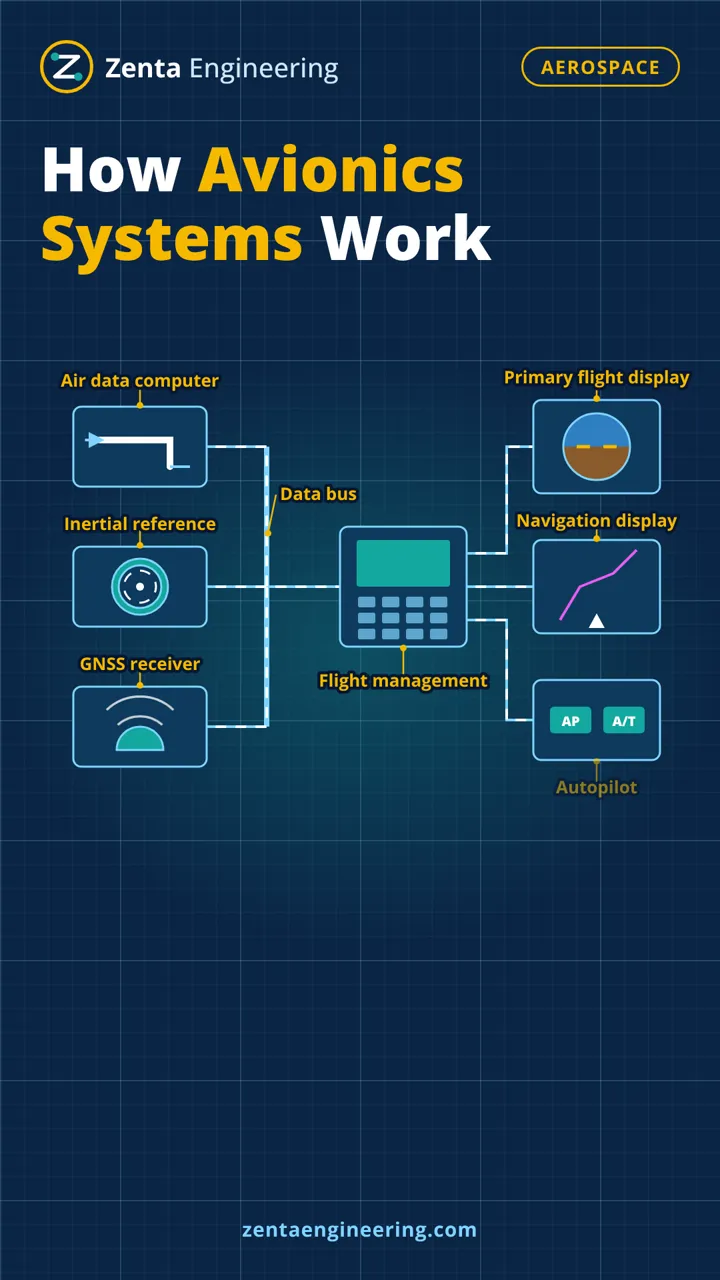 Zenta Engineering
AEROSPACE
How Avionics
Systems Work
Air data computer
Primary flight display
Data bus
Inertial reference
Navigation display
GNSS receiver
Flight management
AP
A/T
Autopilot
zentaengineering.com